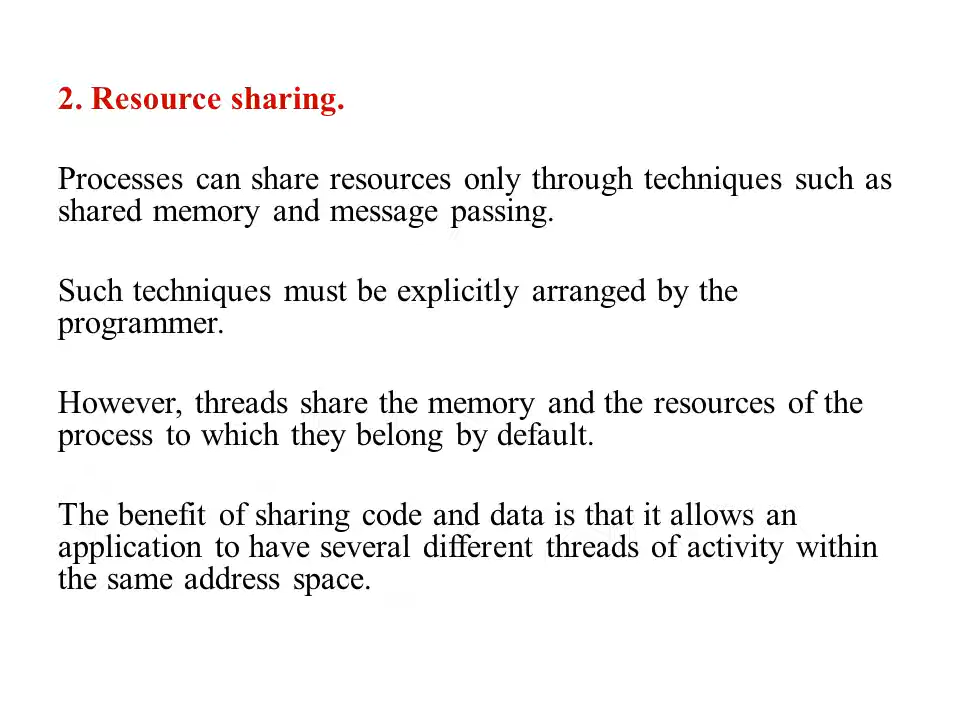 2. Resource sharing.
Processes can share resources only through techniques such as
shared memory and message passing.
Such techniques must be explicitly arranged by the
programmer.
However, threads share the memory and the resources of the
process to which they belong by default.
The benefit of sharing code and data is that it allows an
application to have several different threads of activity within
the same address space.